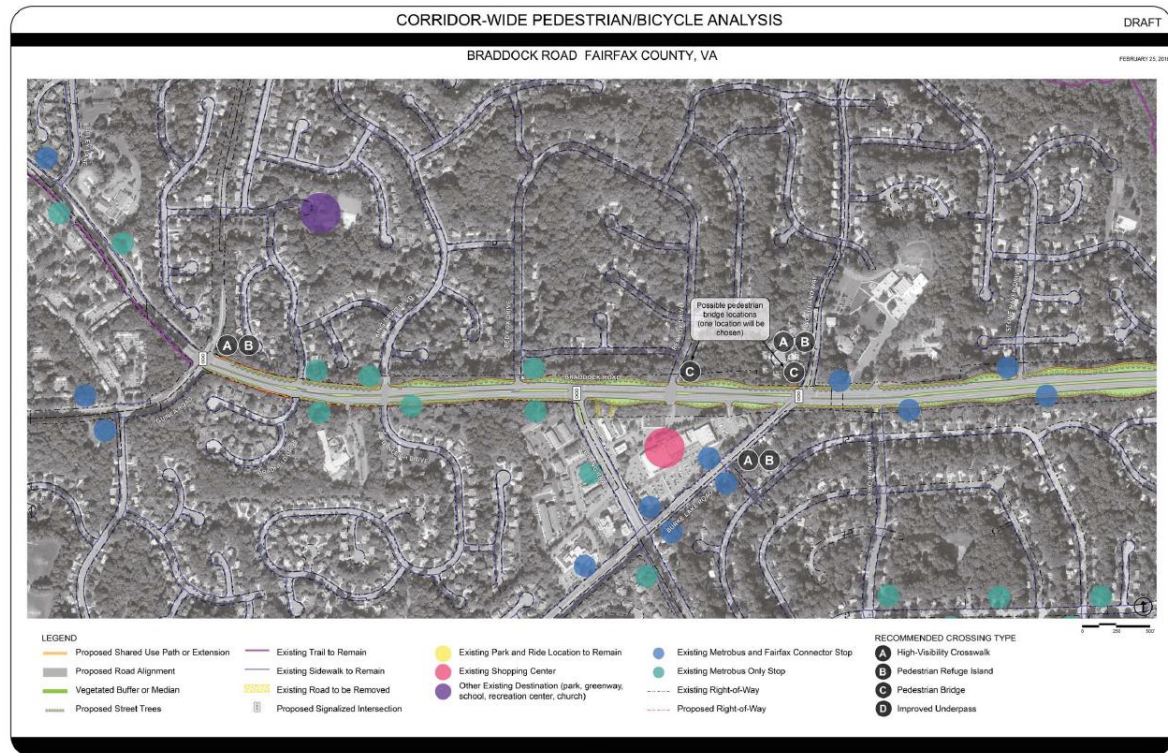 CORRIDOR-WIDE PEDESTRIAN/BICYCLE ANALYSIS
DRAFT
BRADDOCK ROAD FAIRFAX COUNTY, VA
Possible pedestrian
bridge locations
(one location will be
chosen)
A B
A B
C
C
BRADDOCK ROAD
A B
LEGEND
Proposed Shared Use Path or Extension
Proposed Road Alignment
Vegetated Buffer or Median
Proposed Street Trees
Existing Trail to Remain
Existing Sidewalk to Remain
Existing Road to be Removed
Proposed Signalized Intersection
Existing Park and Ride Location to Remain
Existing Shopping Center
Other Existing Destination (park, greenway,
school, recreation center, church)
Existing Metrobus and Fairfax Connector Stop
Existing Metrobus Only Stop
Existing Right-of-Way
Proposed Right-of-Way
0 250 500'
RECOMMENDED CROSSING TYPE
A High-Visibility Crosswalk
B Pedestrian Refuge Island
C Pedestrian Bridge
D Improved Underpass